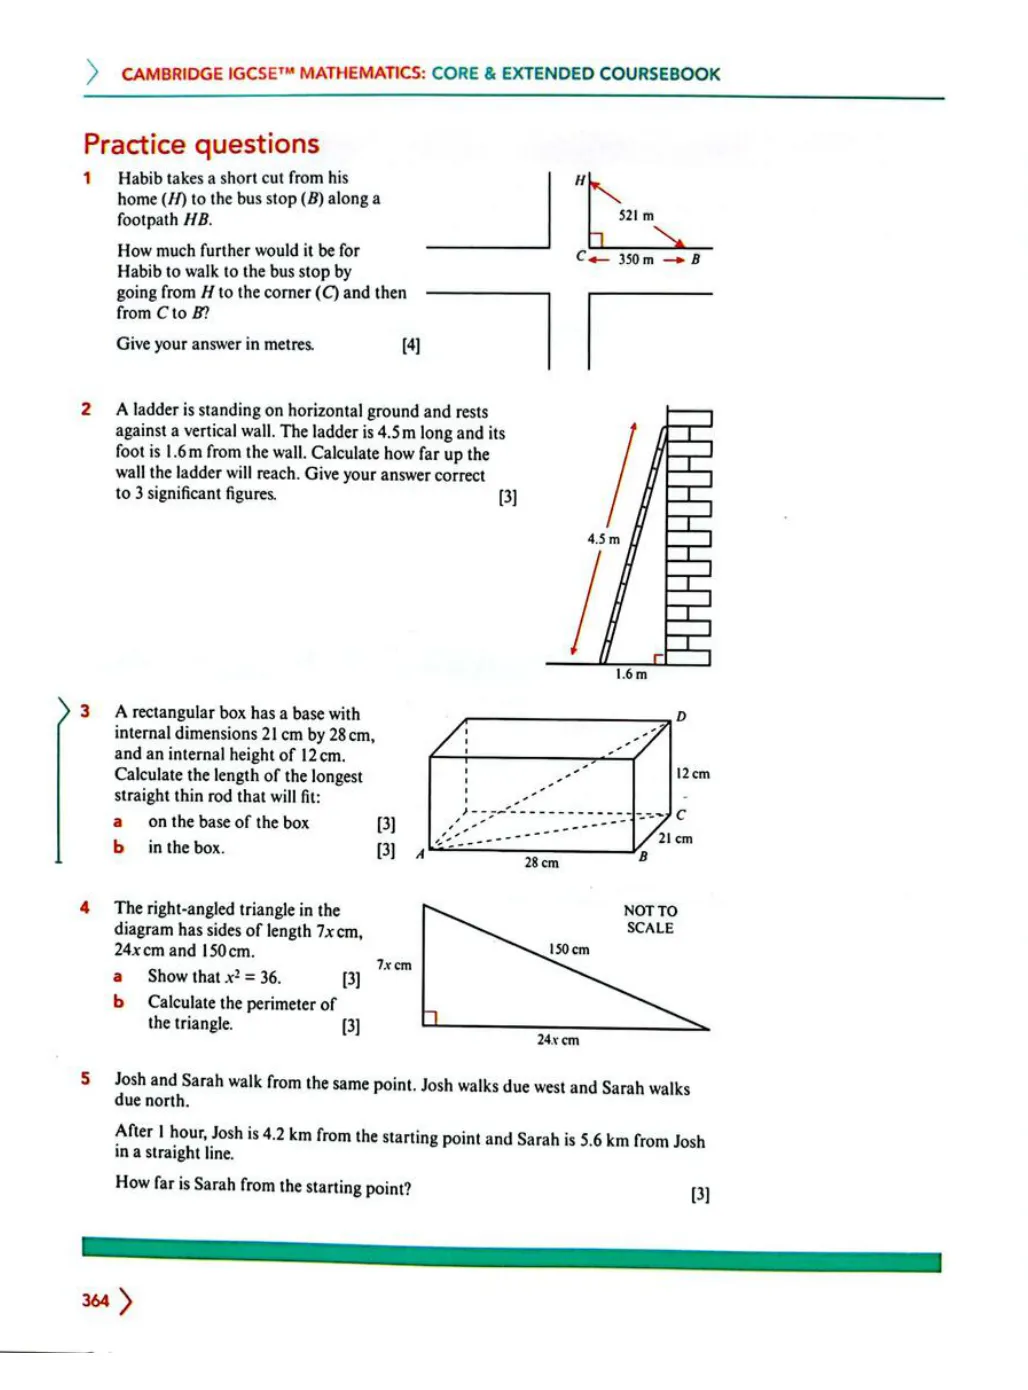 CAMBRIDGE IGCSE™ MATHEMATICS: CORE & EXTENDED COURSEBOOK
Practice questions
1 Habib takes a short cut from his
home (H) to the bus stop (B) along a
footpath HB.
How much further would it be for
Habib to walk to the bus stop by
going from H to the corner (C) and then
from C to B?
Give your answer in metres. [4]
H
521 m
C
350 m
B
2 A ladder is standing on horizontal ground and rests
against a vertical wall. The ladder is 4.5 m long and its
foot is 1.6 m from the wall. Calculate how far up the
wall the ladder will reach. Give your answer correct
to 3 significant figures. [3]
4.5 m
1.6 m
3 A rectangular box has a base with
internal dimensions 21 cm by 28 cm,
and an internal height of 12 cm.
Calculate the length of the longest
straight thin rod that will fit:
a on the base of the box [3]
b in the box. [3]
D
12 cm
C
21 cm
A
28 cm
B
4 The right-angled triangle in the
diagram has sides of length 7x cm,
24x cm and 150 cm.
a Show that x² = 36. [3]
b Calculate the perimeter of
the triangle. [3]
NOT TO
SCALE
150 cm
7x cm
24x cm
5 Josh and Sarah walk from the same point. Josh walks due west and Sarah walks
due north.
After 1 hour, Josh is 4.2 km from the starting point and Sarah is 5.6 km from Josh
in a straight line.
How far is Sarah from the starting point? [3]
364